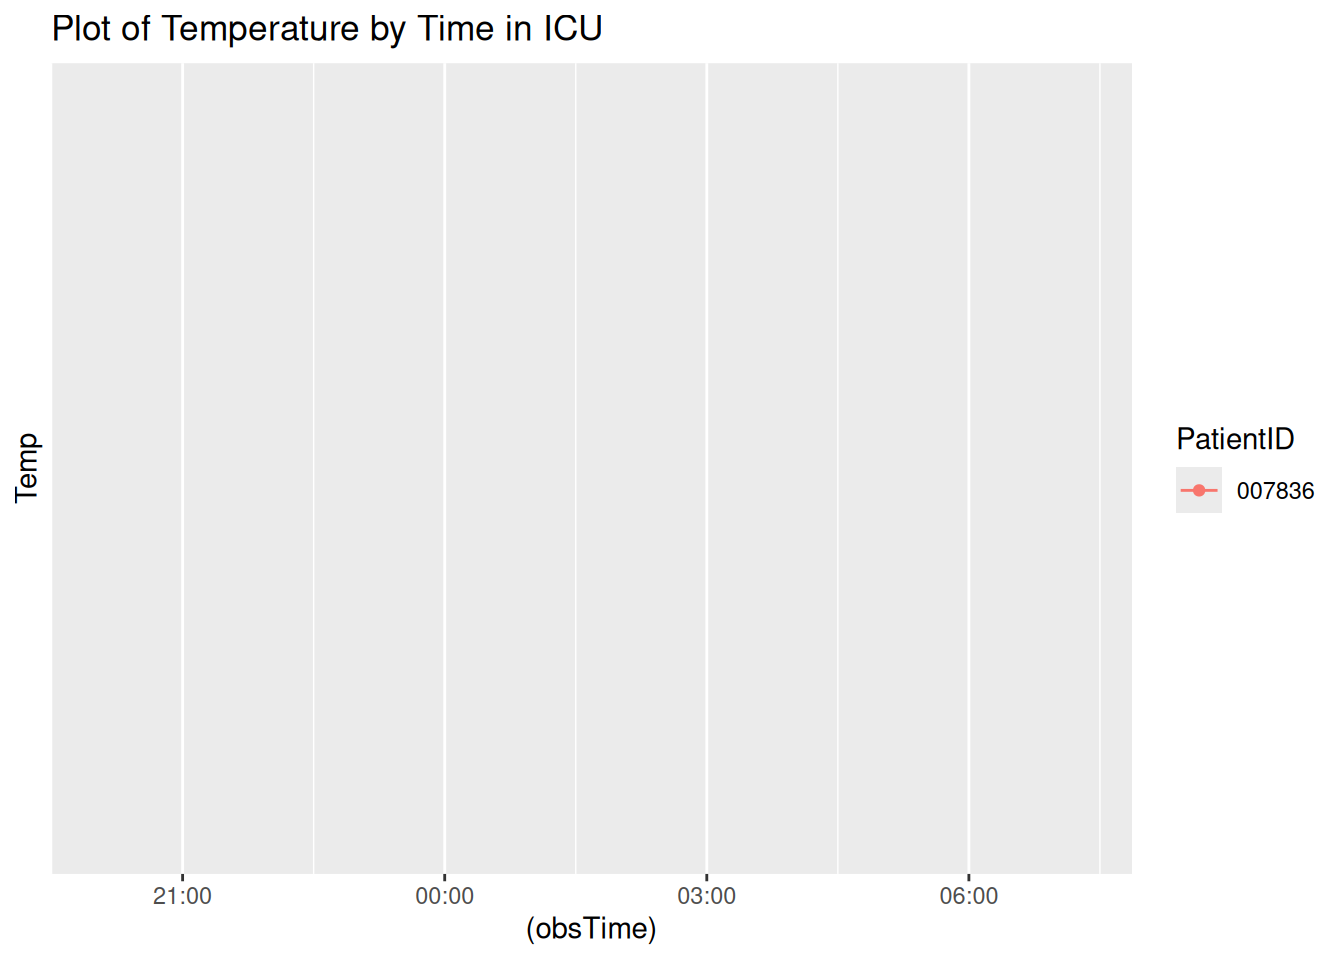 Plot of Temperature by Time in ICU
Temp
21:00 00:00 03:00 06:00
(obsTime)
PatientID
007836